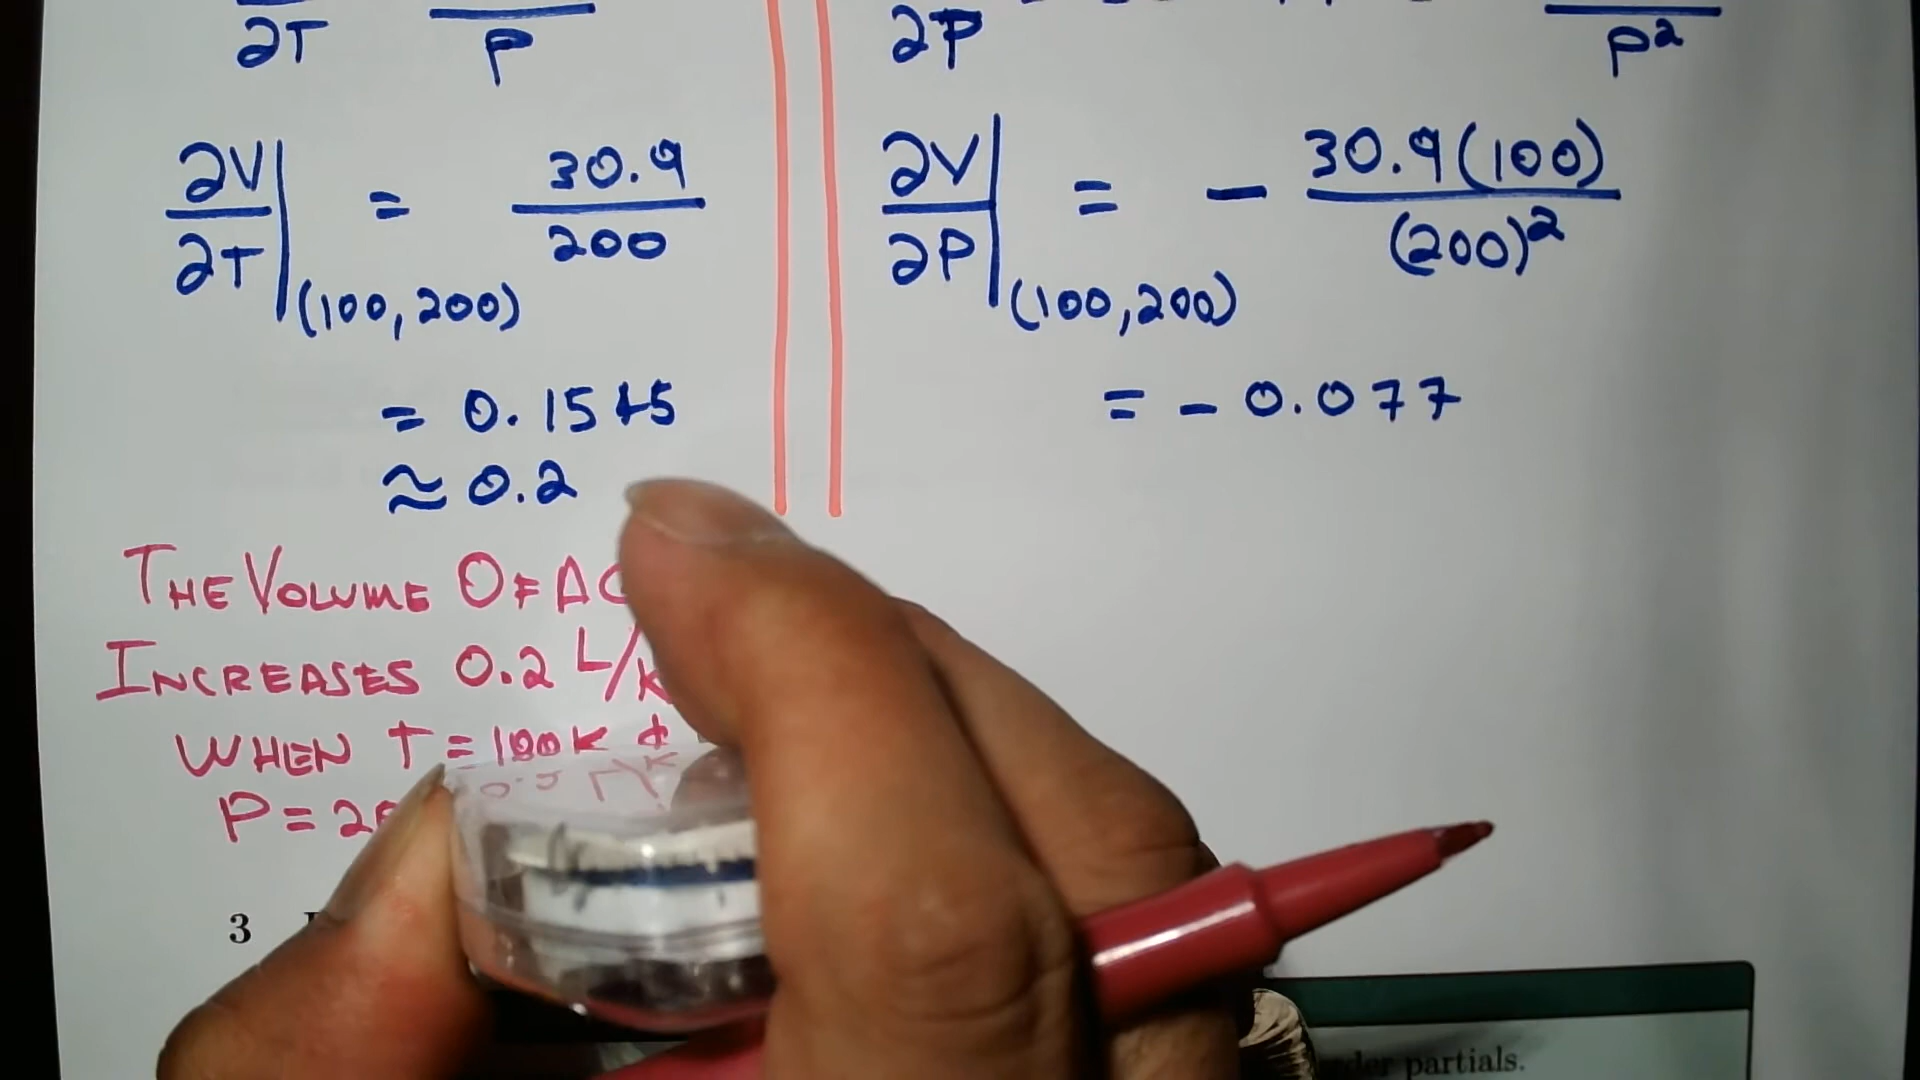 ∂T P
∂V/∂T |(100,200) = 30.9/200
= 0.1545
≈ 0.2
THE VOLUME OF A
INCREASES 0.2 L/K
WHEN T = 100K &
P = 2
∂P P²
∂V/∂P |(100,200) = - 30.9(100)/(200)²
= - 0.077
3
partials.